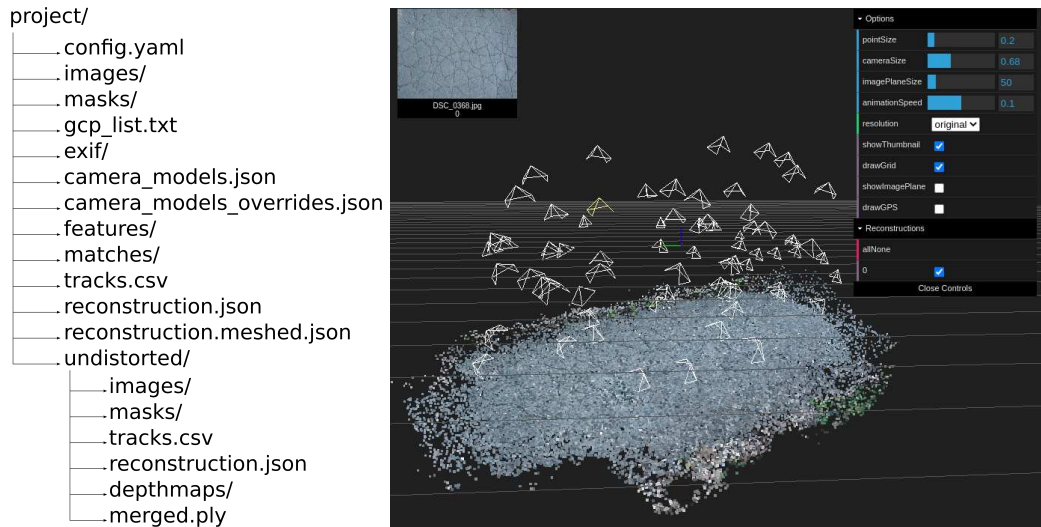 project/
config.yaml
images/
masks/
gcp_list.txt
exif/
camera_models.json
camera_models_overrides.json
features/
matches/
tracks.csv
reconstruction.json
reconstruction.meshed.json
undistorted/
images/
masks/
tracks.csv
reconstruction.json
depthmaps/
merged.ply
DSC_0368.jpg
0
Options
pointSize 0.2
cameraSize 0.68
imagePlaneSize 50
animationSpeed 0.1
resolution original
showThumbnail
drawGrid
showImagePlane
drawGPS
Reconstructions
allNone
0
Close Controls